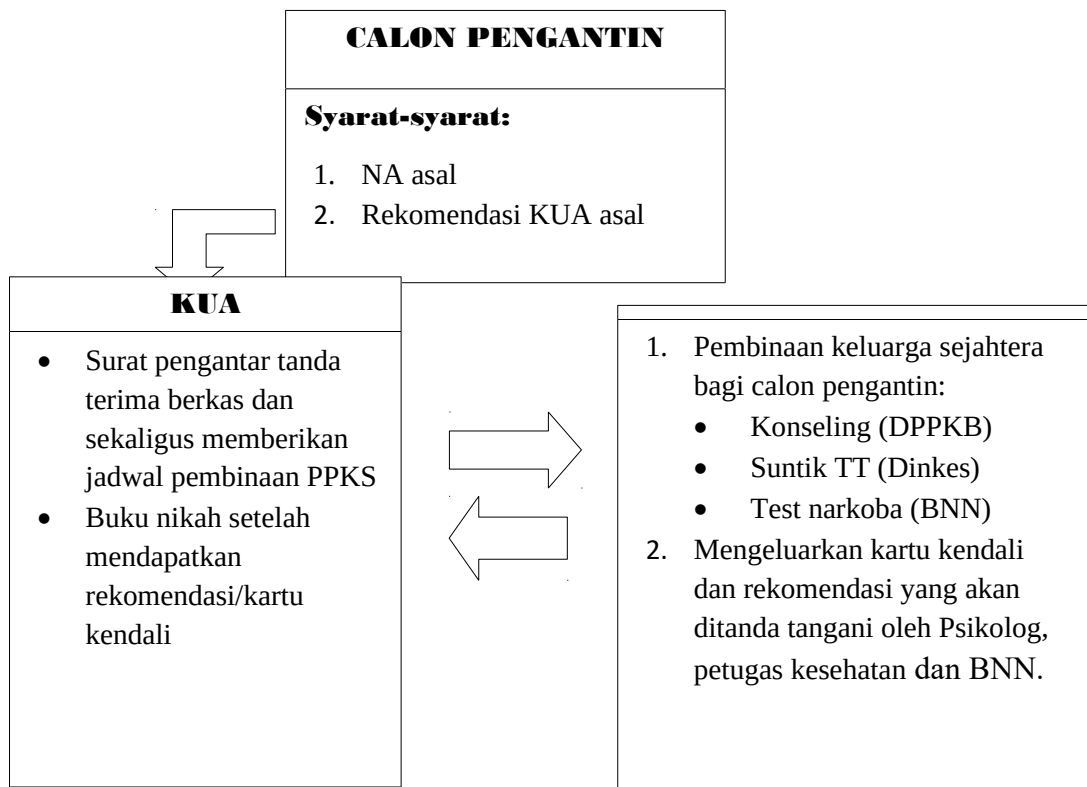 CALON PENGANTIN
Syarat-syarat:
1. NA asal
2. Rekomendasi KUA asal
KUA
• Surat pengantar tanda
terima berkas dan
sekaligus memberikan
jadwal pembinaan PPKS
• Buku nikah setelah
mendapatkan
rekomendasi/kartu
kendali
1. Pembinaan keluarga sejahtera
bagi calon pengantin:
• Konseling (DPPKB)
• Suntik TT (Dinkes)
• Test narkoba (BNN)
2. Mengeluarkan kartu kendali
dan rekomendasi yang akan
ditanda tangani oleh Psikolog,
petugas kesehatan dan BNN.